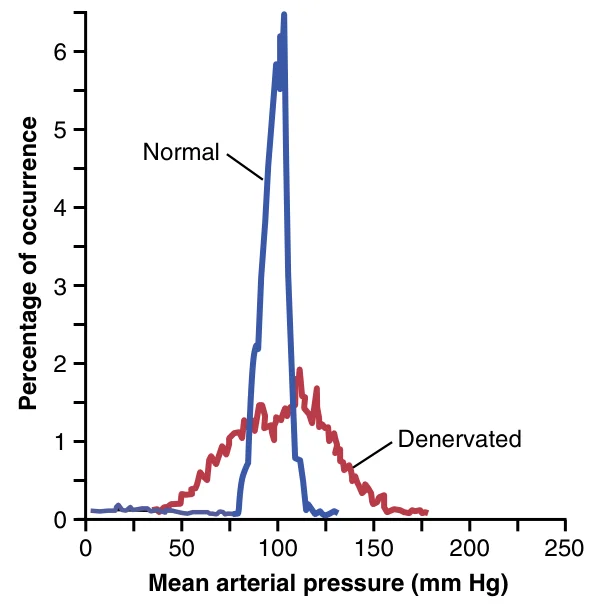 Percentage of occurrence
6
5
4
3
2
1
0
Normal
Denervated
0 50 100 150 200 250
Mean arterial pressure (mm Hg)